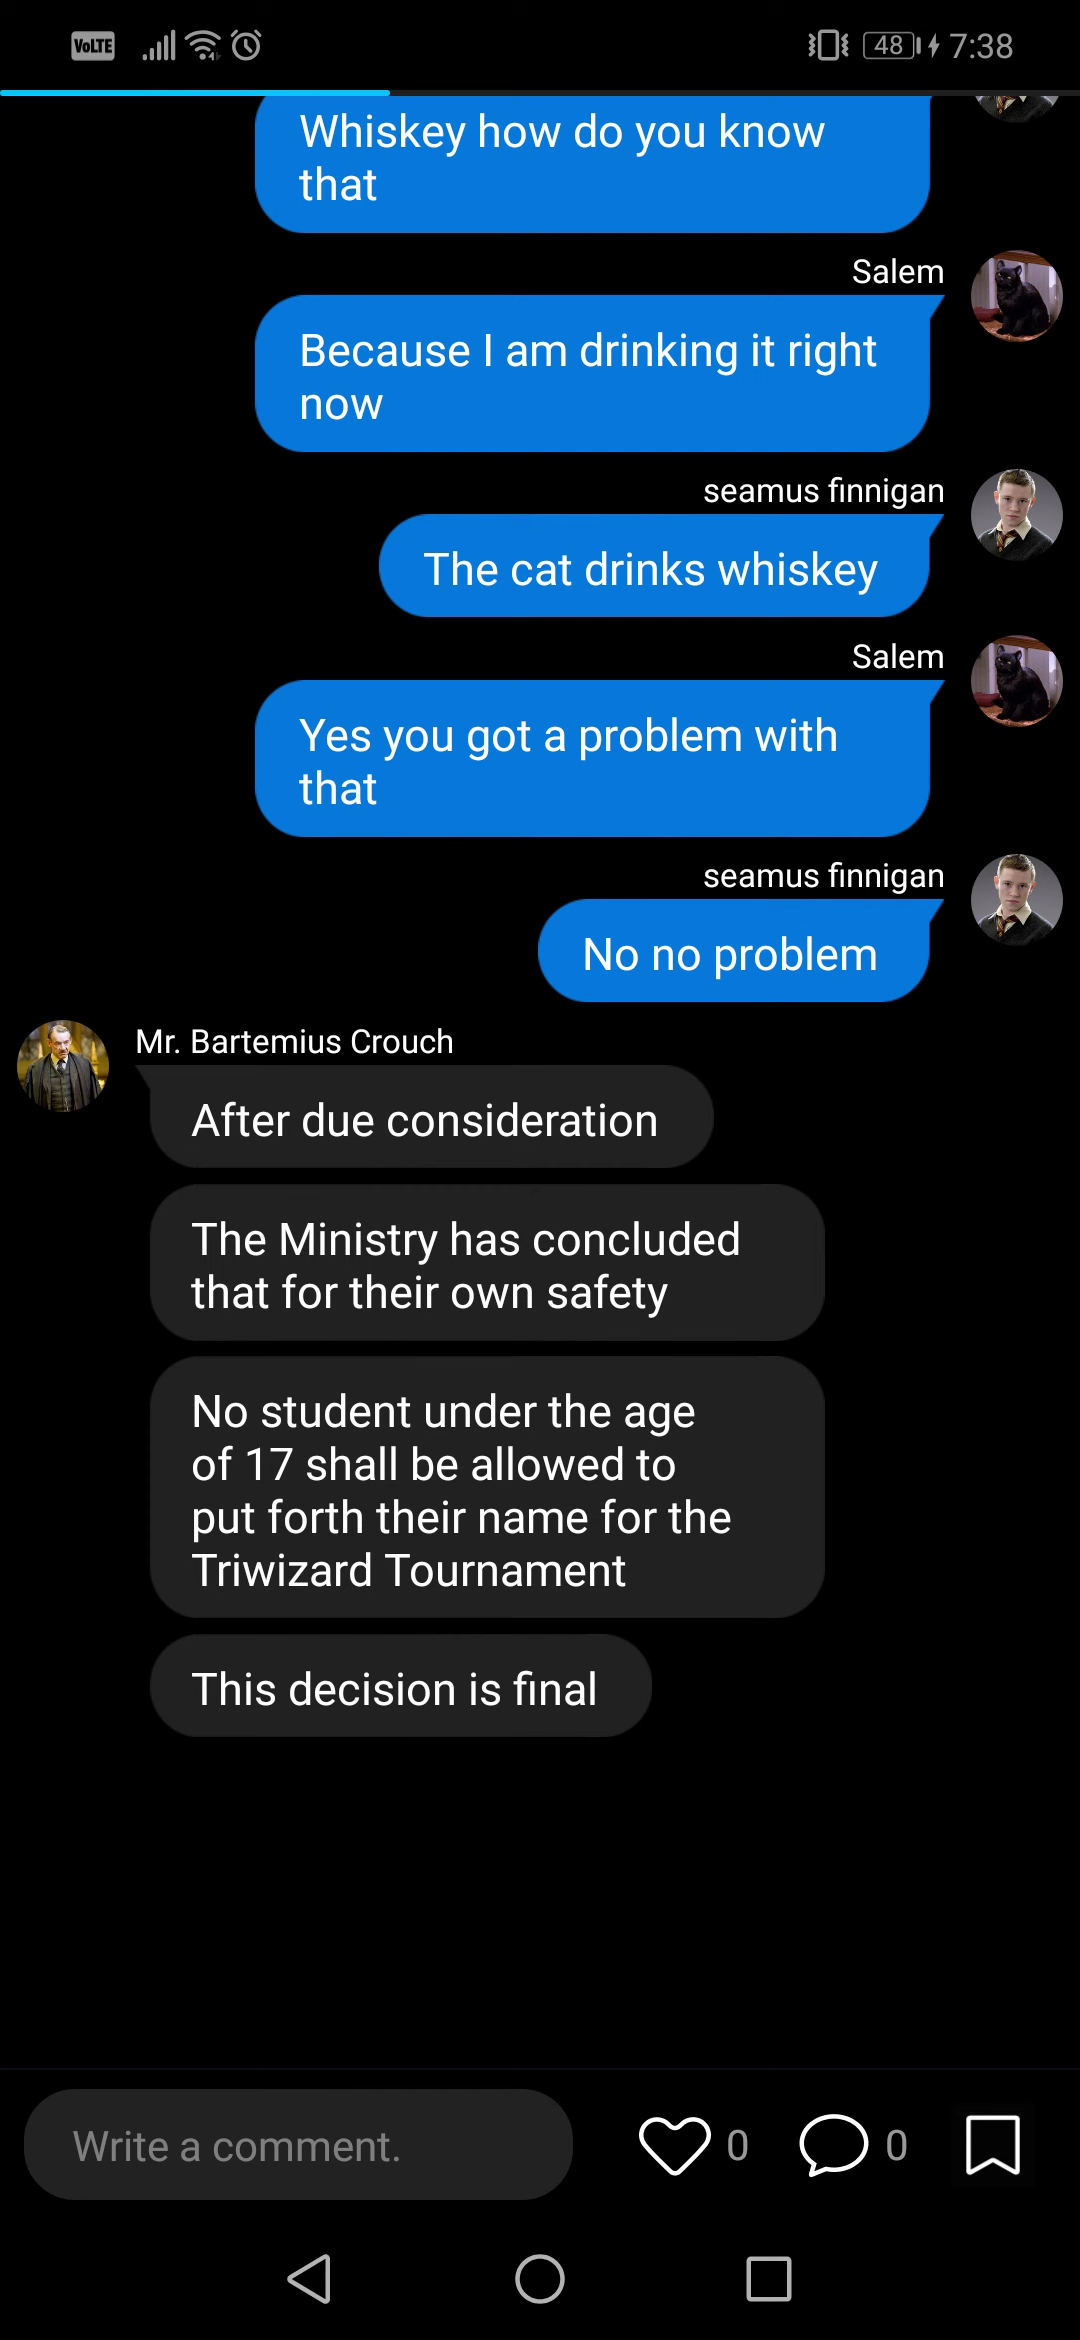 VoLTE
48
7:38
Whiskey how do you know
that
Salem
Because I am drinking it right
now
seamus finnigan
The cat drinks whiskey
Salem
Yes you got a problem with
that
seamus finnigan
No no problem
Mr. Bartemius Crouch
After due consideration
The Ministry has concluded
that for their own safety
No student under the age
of 17 shall be allowed to
put forth their name for the
Triwizard Tournament
This decision is final
Write a comment.
0
0